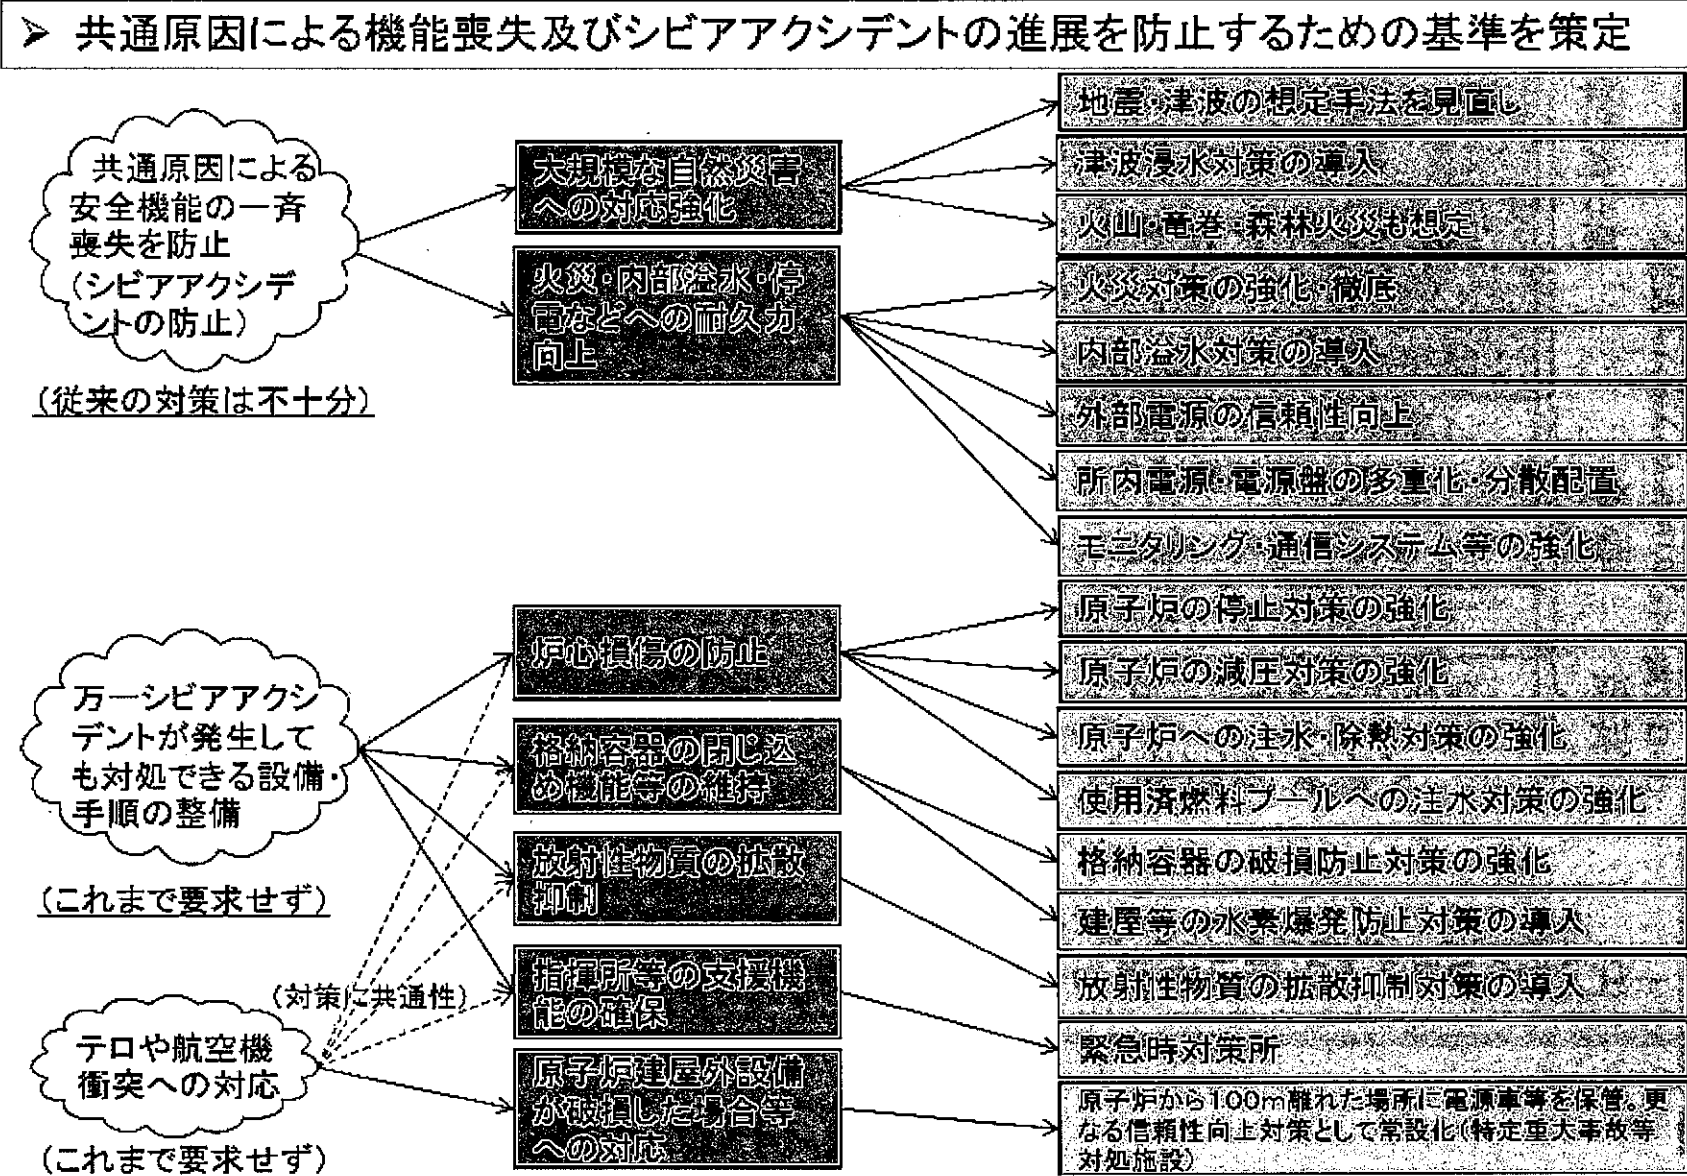 ➢ 共通原因による機能喪失及びシビアアクシデントの進展を防止するための基準を策定
共通原因による
安全機能の一斉
喪失を防止
(シビアアクシデ
ントの防止)
(従来の対策は不十分)
大規模な自然災害
への対応強化
火災・内部溢水・停
電などへの耐久力
向上
地震・津波の想定手法を見直し
津波浸水対策の導入
火山・竜巻・森林火災も想定
火災対策の強化・徹底
内部溢水対策の導入
外部電源の信頼性向上
所内電源・電源盤の多重化・分散配置
モニタリング・通信システム等の強化
万一シビアアクシ
デントが発生して
も対処できる設備・
手順の整備
(これまで要求せず)
炉心損傷の防止
格納容器の閉じ込
め機能等の維持
放射性物質の拡散
抑制
指揮所等の支援機
能の確保
原子炉の停止対策の強化
原子炉の減圧対策の強化
原子炉への注水・除熱対策の強化
使用済燃料プールへの注水対策の強化
格納容器の破損防止対策の強化
建屋等の水素爆発防止対策の導入
放射性物質の拡散抑制対策の導入
緊急時対策所
(対策に共通性)
テロや航空機
衝突への対応
(これまで要求せず)
原子炉建屋外設備
が破損した場合等
への対応
原子炉から100m離れた場所に電源車等を保管。更
なる信頼性向上対策として常設化(特定重大事故等
対処施設)